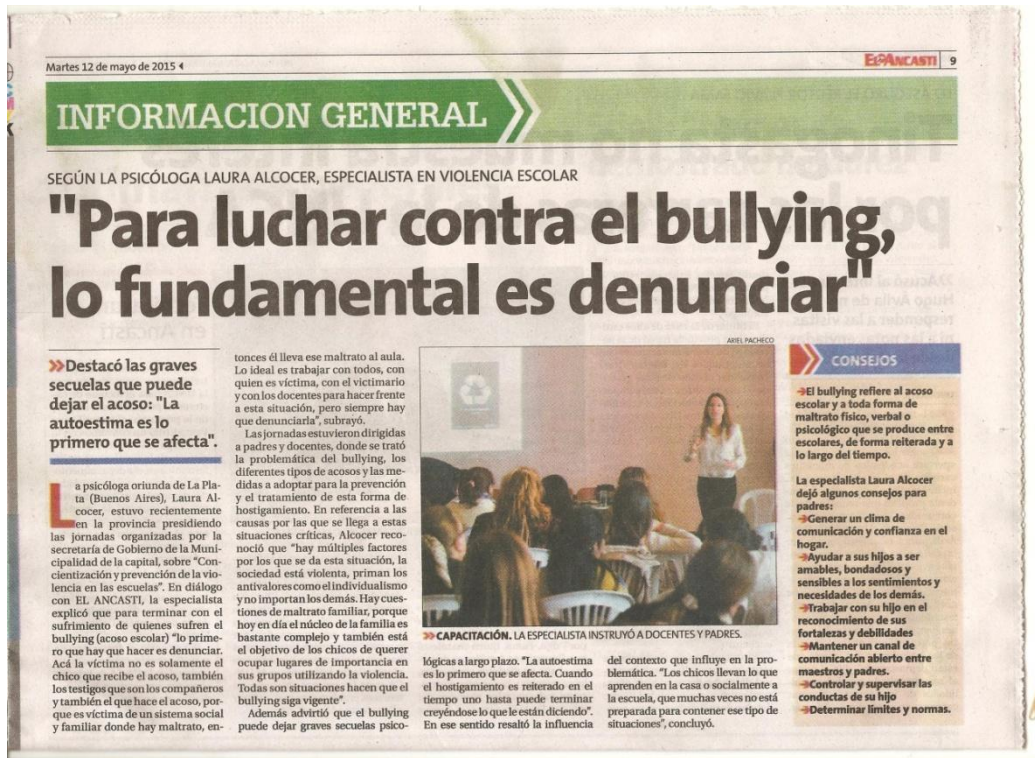 Martes 12 de mayo de 2015
EL ANCASTI
9
INFORMACION GENERAL
SEGÚN LA PSICÓLOGA LAURA ALCOCER, ESPECIALISTA EN VIOLENCIA ESCOLAR
"Para luchar contra el bullying,
lo fundamental es denunciar"
>>Destacó las graves
secuelas que puede
dejar el acoso: "La
autoestima es lo
primero que se afecta".
La psicóloga oriunda de La Pla-
ta (Buenos Aires), Laura Al-
cocer, estuvo recientemente
en la provincia presidiendo
las jornadas organizadas por la
secretaría de Gobierno de la Muni-
cipalidad de la capital, sobre "Con-
cientización y prevención de la vio-
lencia en las escuelas". En diálogo
con EL ANCASTI, la especialista
explicó que para terminar con el
sufrimiento de quienes sufren el
bullying (acoso escolar) "lo prime-
ro que hay que hacer es denunciar.
Acá la víctima no es solamente el
chico que recibe el acoso, también
los testigos que son los compañeros
y también el que hace el acoso, por-
que es víctima de un sistema social
y familiar donde hay maltrato, en-
tonces él lleva ese maltrato al aula.
Lo ideal es trabajar con todos, con
quien es víctima, con el victimario
y con los docentes para hacer frente
a esta situación, pero siempre hay
que denunciarla", subrayó.
Las jornadas estuvieron dirigidas
a padres y docentes, donde se trató
la problemática del bullying, los
diferentes tipos de acosos y las me-
didas a adoptar para la prevención
y el tratamiento de esta forma de
hostigamiento. En referencia a las
causas por las que se llega a estas
situaciones críticas, Alcocer reco-
noció que "hay múltiples factores
por los que se da esta situación, la
sociedad está violenta, priman los
antivalores como el individualismo
y no importan los demás. Hay cues-
tiones de maltrato familiar, porque
hoy en día el núcleo de la familia es
bastante complejo y también está
el objetivo de los chicos de querer
ocupar lugares de importancia en
sus grupos utilizando la violencia.
Todas son situaciones hacen que el
bullying siga vigente".
Además advirtió que el bullying
puede dejar graves secuelas psico-
ARIEL PACHECO
>>CAPACITACIÓN. LA ESPECIALISTA INSTRUYÓ A DOCENTES Y PADRES.
lógicas a largo plazo. "La autoestima
es lo primero que se afecta. Cuando
el hostigamiento es reiterado en el
tiempo uno hasta puede terminar
creyéndose lo que le están diciendo".
En ese sentido resaltó la influencia
del contexto que influye en la pro-
blemática. "Los chicos llevan lo que
aprenden en la casa o socialmente a
la escuela, que muchas veces no está
preparada para contener ese tipo de
situaciones", concluyó.
CONSEJOS
El bullying refiere al acoso
escolar y a toda forma de
maltrato físico, verbal o
psicológico que se produce entre
escolares, de forma reiterada y a
lo largo del tiempo.
La especialista Laura Alcocer
dejó algunos consejos para
padres:
Generar un clima de
comunicación y confianza en el
hogar.
Ayudar a sus hijos a ser
amables, bondadosos y
sensibles a los sentimientos y
necesidades de los demás.
Trabajar con su hijo en el
reconocimiento de sus
fortalezas y debilidades
Mantener un canal de
comunicación abierto entre
maestros y padres.
Controlar y supervisar las
conductas de su hijo
Determinar límites y normas.